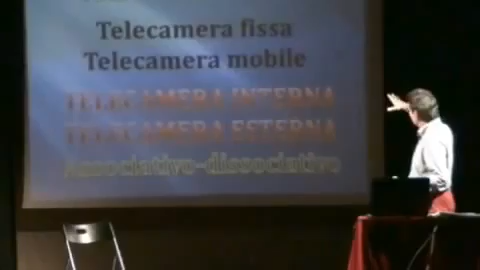 Telecamera fissa
Telecamera mobile
TELECAMERA INTERNA
TELECAMERA ESTERNA
Associativo-dissociativo